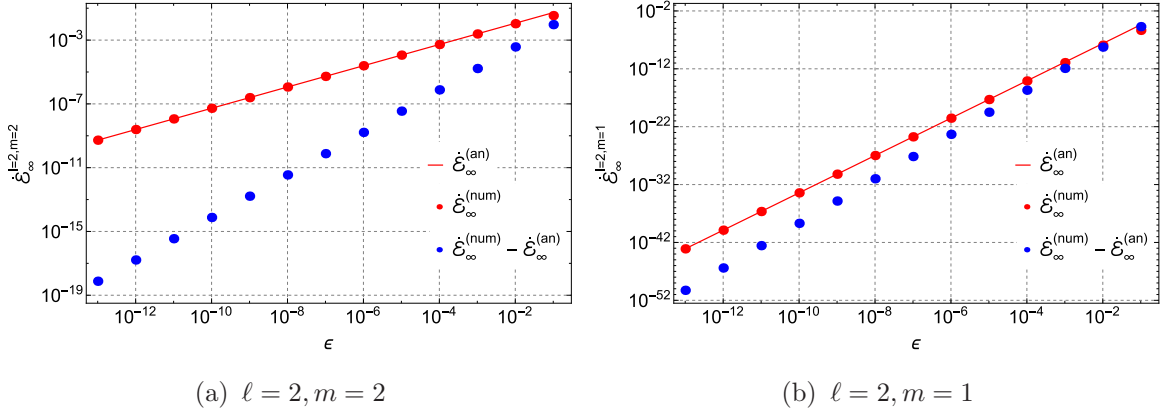 10⁻³
10⁻⁷
10⁻¹¹
10⁻¹⁵
10⁻¹⁹
ℰ̇∞^{l=2,m=2}
ℰ̇∞^(an)
ℰ̇∞^(num)
ℰ̇∞^(num) − ℰ̇∞^(an)
10⁻¹² 10⁻¹⁰ 10⁻⁸ 10⁻⁶ 10⁻⁴ 10⁻²
ϵ
(a) ℓ = 2, m = 2
10⁻²
10⁻¹²
10⁻²²
10⁻³²
10⁻⁴²
10⁻⁵²
ℰ̇∞^{l=2,m=1}
ℰ̇∞^(an)
ℰ̇∞^(num)
ℰ̇∞^(num) − ℰ̇∞^(an)
10⁻¹² 10⁻¹⁰ 10⁻⁸ 10⁻⁶ 10⁻⁴ 10⁻²
ϵ
(b) ℓ = 2, m = 1